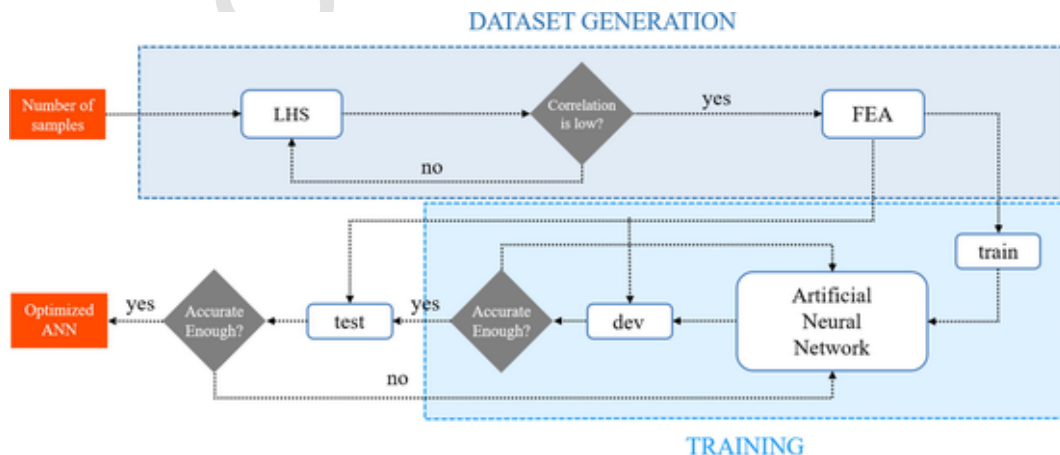 DATASET GENERATION
Number of
samples
LHS
Correlation
is low?
yes
FEA
no
train
Optimized
ANN
yes
Accurate
Enough?
test
yes
Accurate
Enough?
dev
Artificial
Neural
Network
no
TRAINING